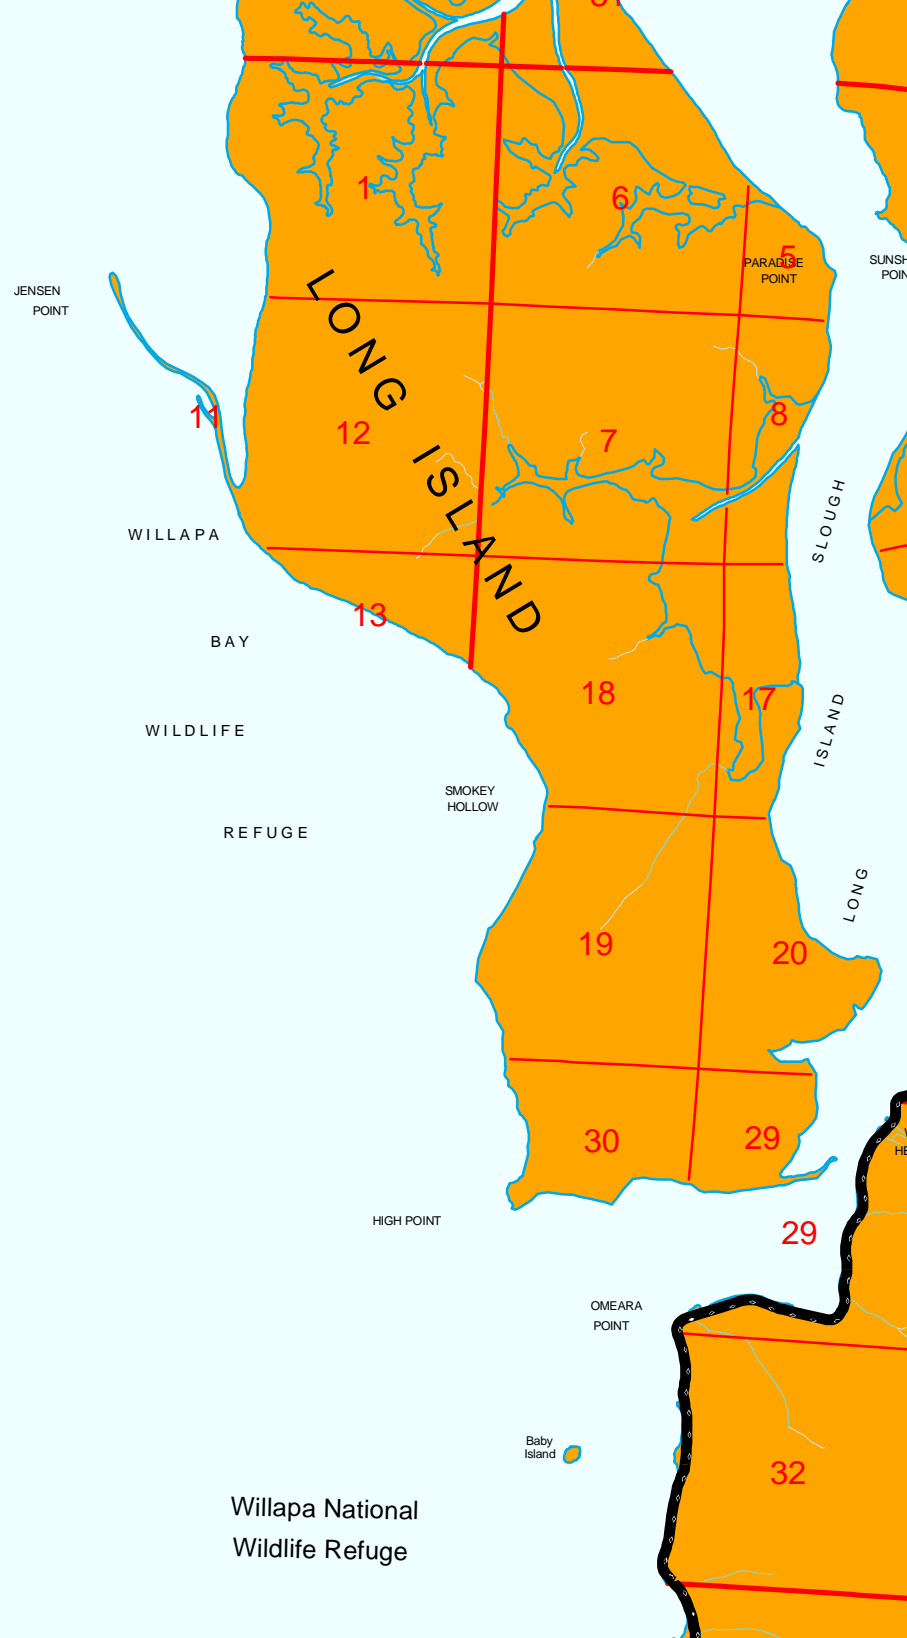 1
6
5
PARADISE
POINT
SUNSH
POIN
JENSEN
POINT
LONG ISLAND
11
12
7
8
WILLAPA
BAY
WILDLIFE
REFUGE
13
18
17
LONG ISLAND SLOUGH
SMOKEY
HOLLOW
19
20
30
29
HE
HIGH POINT
29
OMEARA
POINT
Baby
Island
32
Willapa National
Wildlife Refuge